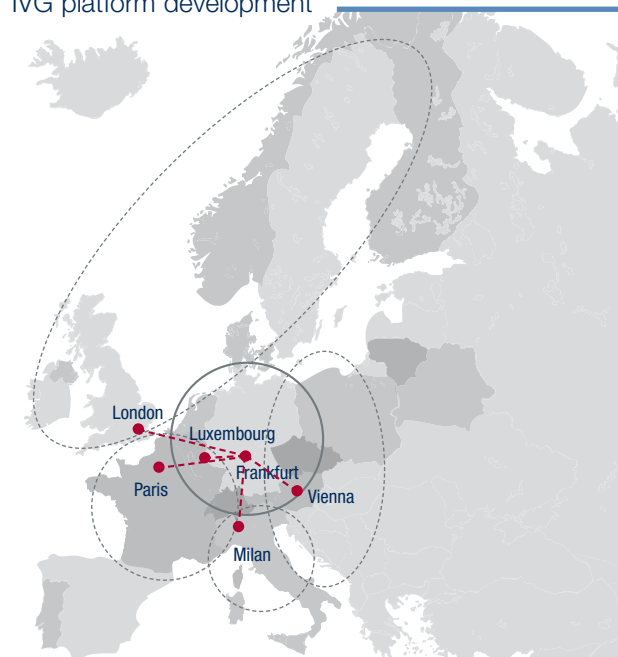 IVG platform development
London
Luxembourg
Frankfurt
Paris
Vienna
Milan